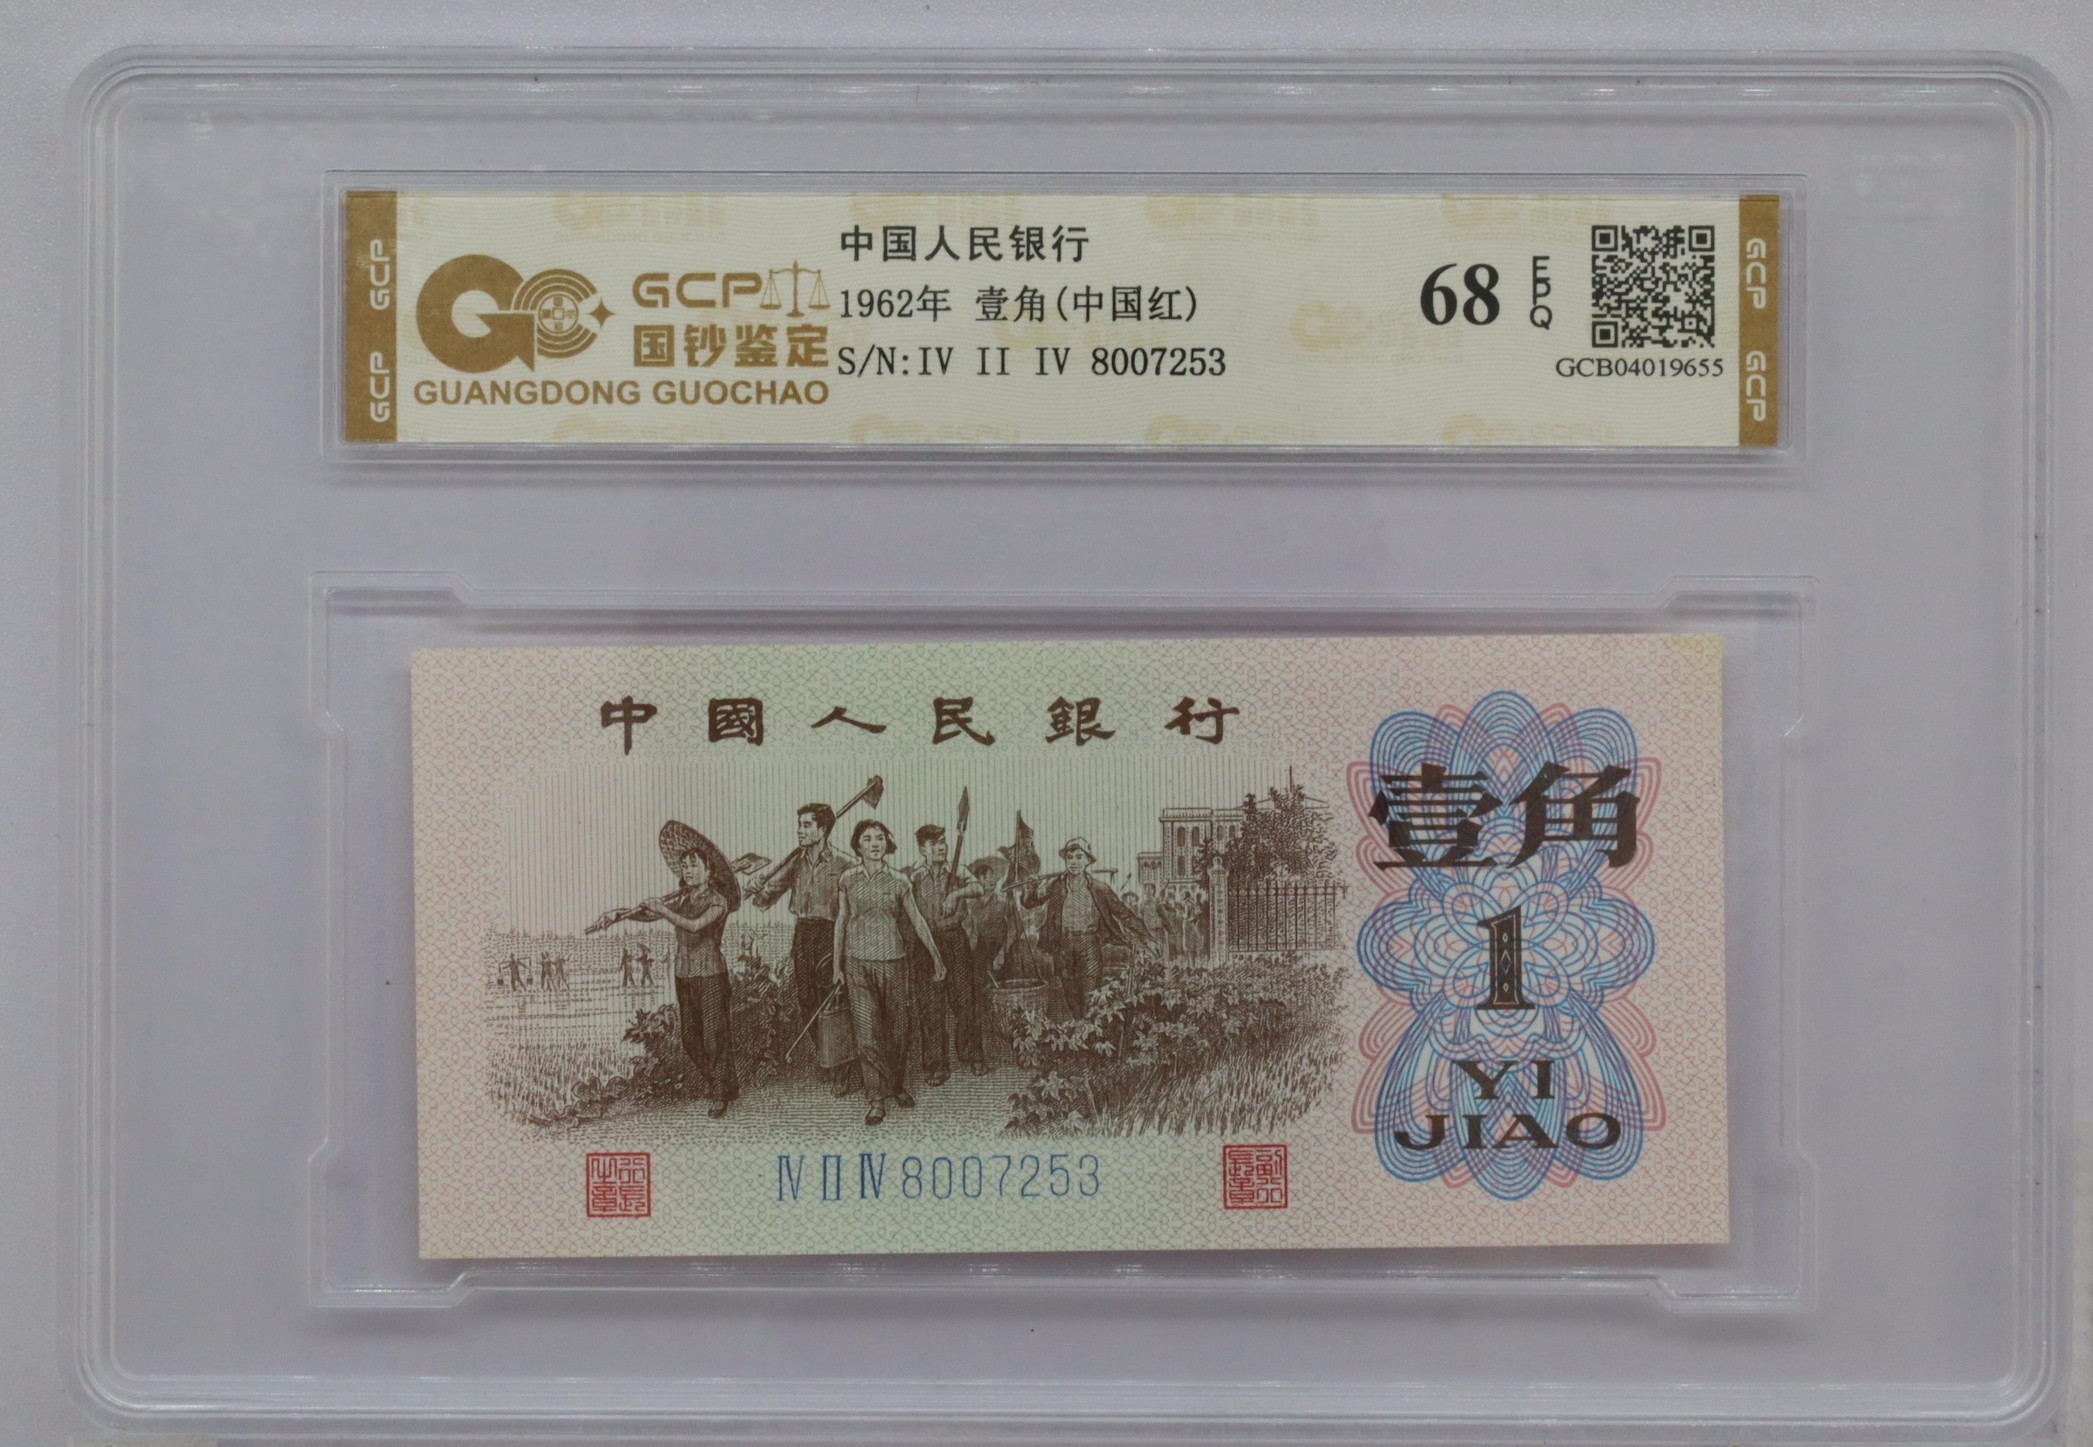 中国人民银行
GCP
国钞鉴定
GUANGDONG GUOCHAO
1962年 壹角(中国红)
S/N:IV II IV 8007253
68 EPQ
GCB04019655
GCP GCP
GCP GCP
中國人民銀行
壹角
1
YI
JIAO
Ⅳ Ⅱ Ⅳ 8007253